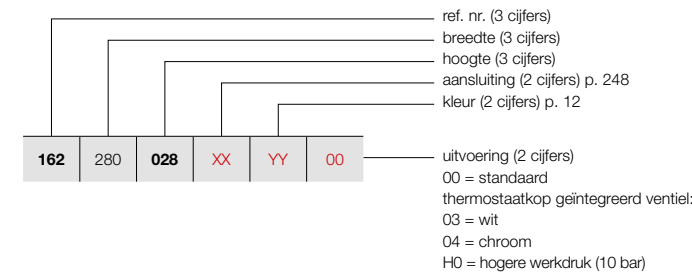 ref. nr. (3 cijfers)
breedte (3 cijfers)
hoogte (3 cijfers)
aansluiting (2 cijfers) p. 248
kleur (2 cijfers) p. 12
162 280 028 XX YY 00
uitvoering (2 cijfers)
00 = standaard
thermostaatkop geïntegreerd ventiel:
03 = wit
04 = chroom
H0 = hogere werkdruk (10 bar)